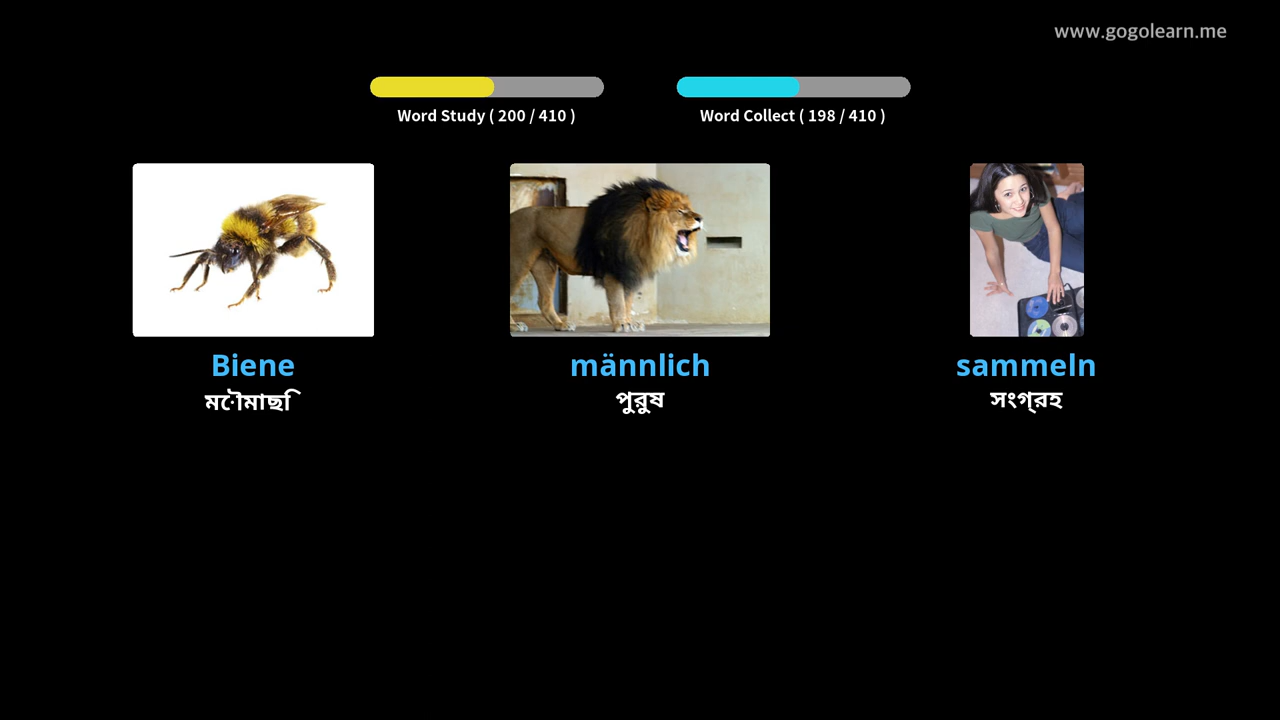 www.gogolearn.me
Word Study ( 200 / 410 )
Word Collect ( 198 / 410 )
Biene
männlich
sammeln
মৌমাছি
পুরুষ
সংগ্রহ